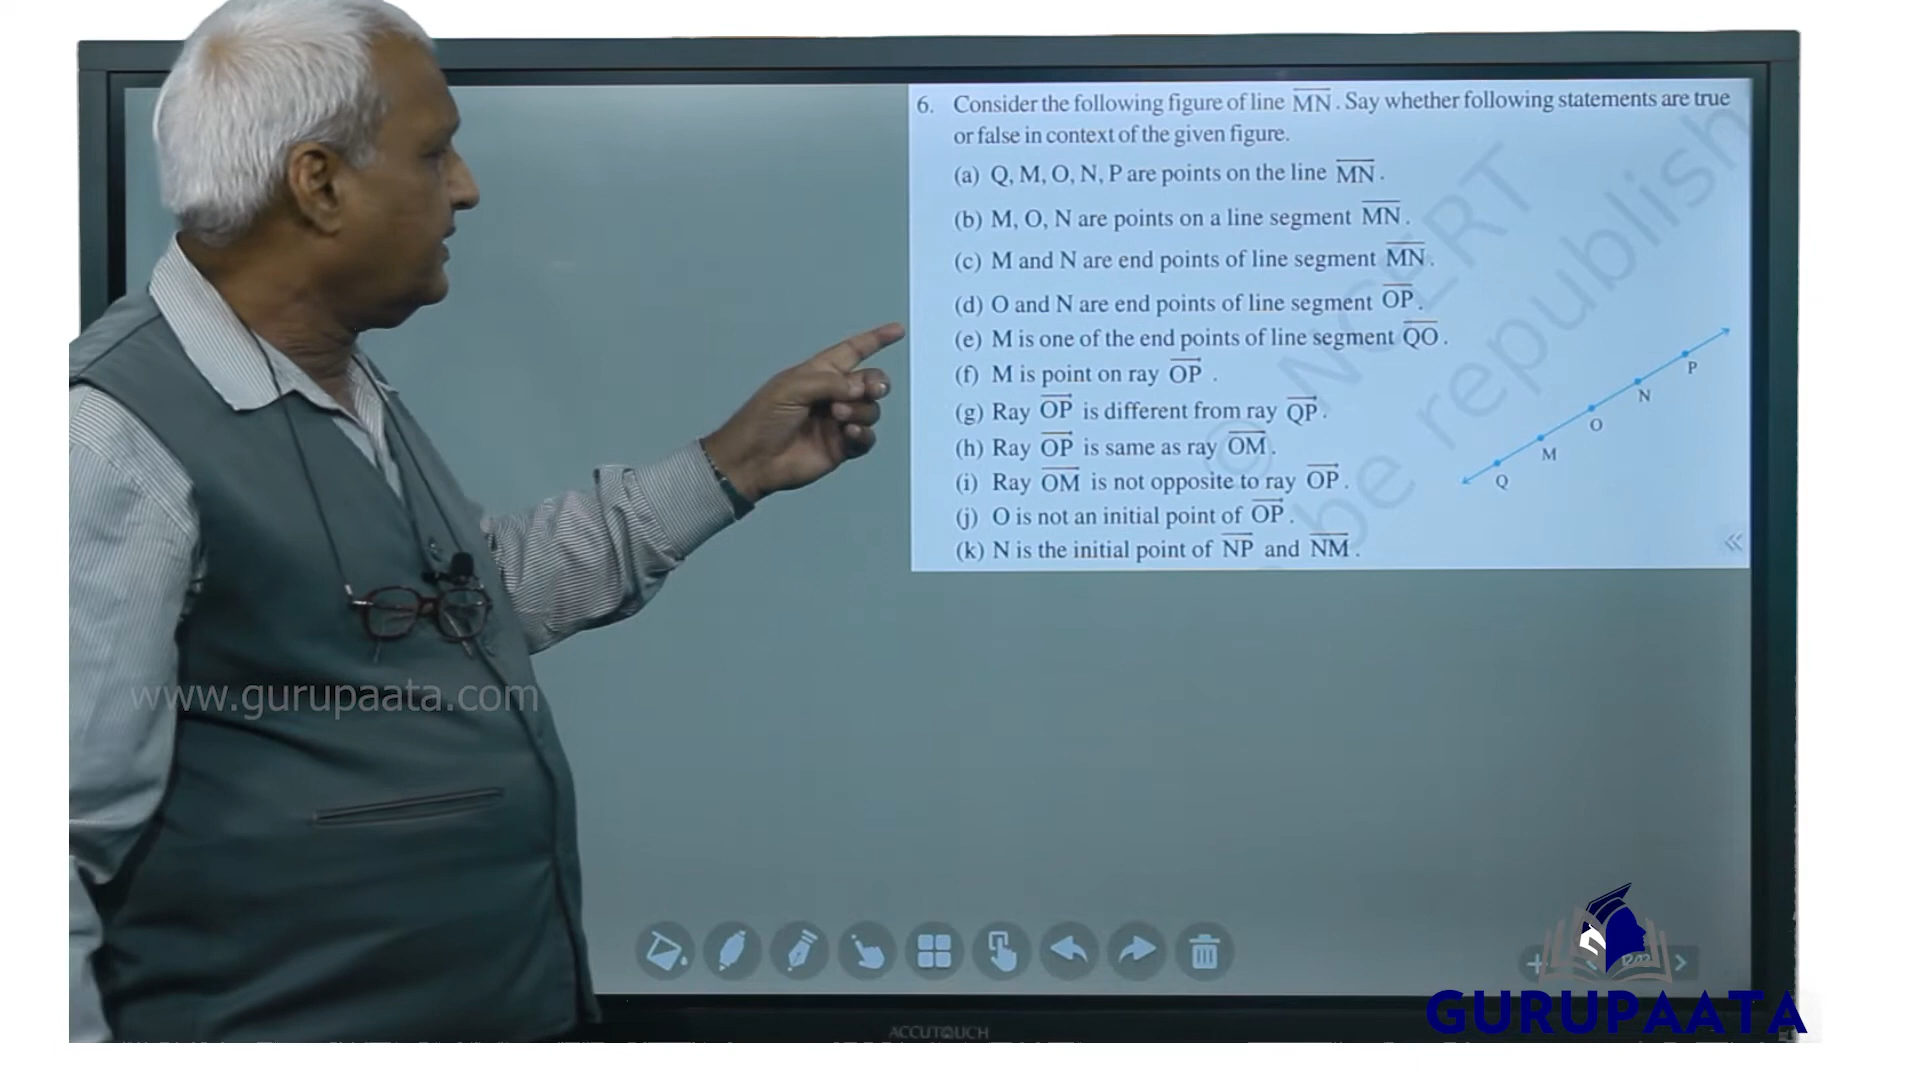 6. Consider the following figure of line MN. Say whether following statements are true
or false in context of the given figure.
(a) Q, M, O, N, P are points on the line MN.
(b) M, O, N are points on a line segment MN.
(c) M and N are end points of line segment MN.
(d) O and N are end points of line segment OP.
(e) M is one of the end points of line segment QO.
(f) M is point on ray OP.
(g) Ray OP is different from ray QP.
(h) Ray OP is same as ray OM.
(i) Ray OM is not opposite to ray OP.
(j) O is not an initial point of OP.
(k) N is the initial point of NP and NM.
P
N
O
M
Q
© NCERT
be republish
www.gurupaata.com
GURUPAATA
ACCUTOUCH